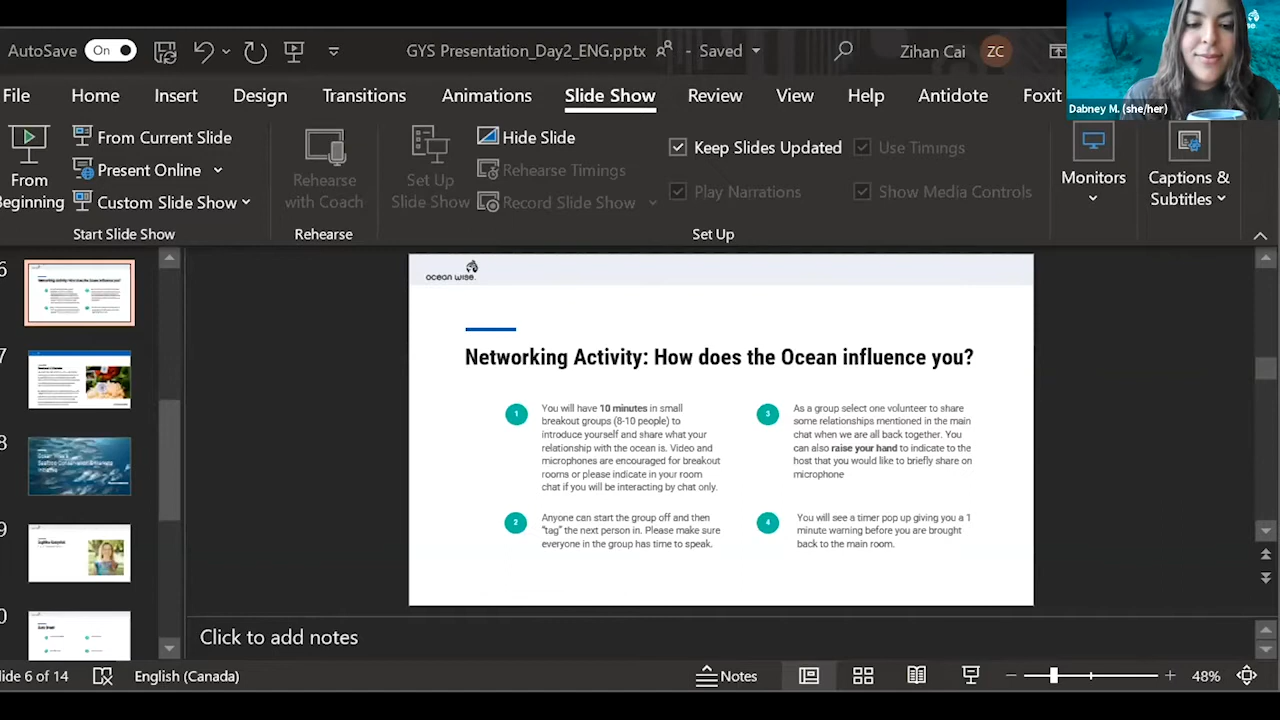 AutoSave On GYS Presentation_Day2_ENG.pptx - Saved Zihan Cai ZC
Dabney M. (she/her)
File Home Insert Design Transitions Animations Slide Show Review View Help Antidote Foxit
From Beginning
From Current Slide
Present Online
Custom Slide Show
Start Slide Show
Rehearse with Coach
Rehearse
Set Up Slide Show
Hide Slide
Rehearse Timings
Record Slide Show
Keep Slides Updated
Use Timings
Play Narrations
Show Media Controls
Set Up
Monitors
Captions &
Subtitles
6
7
8
9
0
ocean wise.
Networking Activity: How does the Ocean influence you?
1
You will have 10 minutes in small
breakout groups (8-10 people) to
introduce yourself and share what your
relationship with the ocean is. Video and
microphones are encouraged for breakout
rooms or please indicate in your room
chat if you will be interacting by chat only.
2
Anyone can start the group off and then
“tag” the next person in. Please make sure
everyone in the group has time to speak.
3
As a group select one volunteer to share
some relationships mentioned in the main
chat when we are all back together. You
can also raise your hand to indicate to the
host that you would like to briefly share on
microphone
4
You will see a timer pop up giving you a 1
minute warning before you are brought
back to the main room.
Click to add notes
lide 6 of 14 English (Canada) Notes 48%